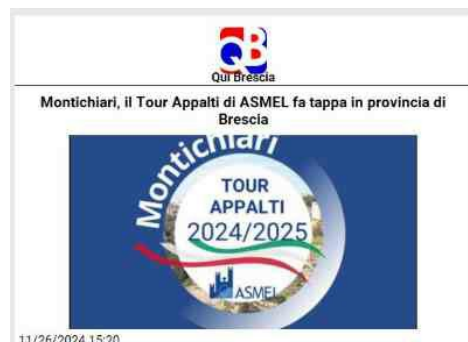 QB
Qui Brescia
Montichiari, il Tour Appalti di ASMEL fa tappa in provincia di
Brescia
Montichiari
TOUR
APPALTI
2024/2025
ASMEL
11/26/2024 15:20